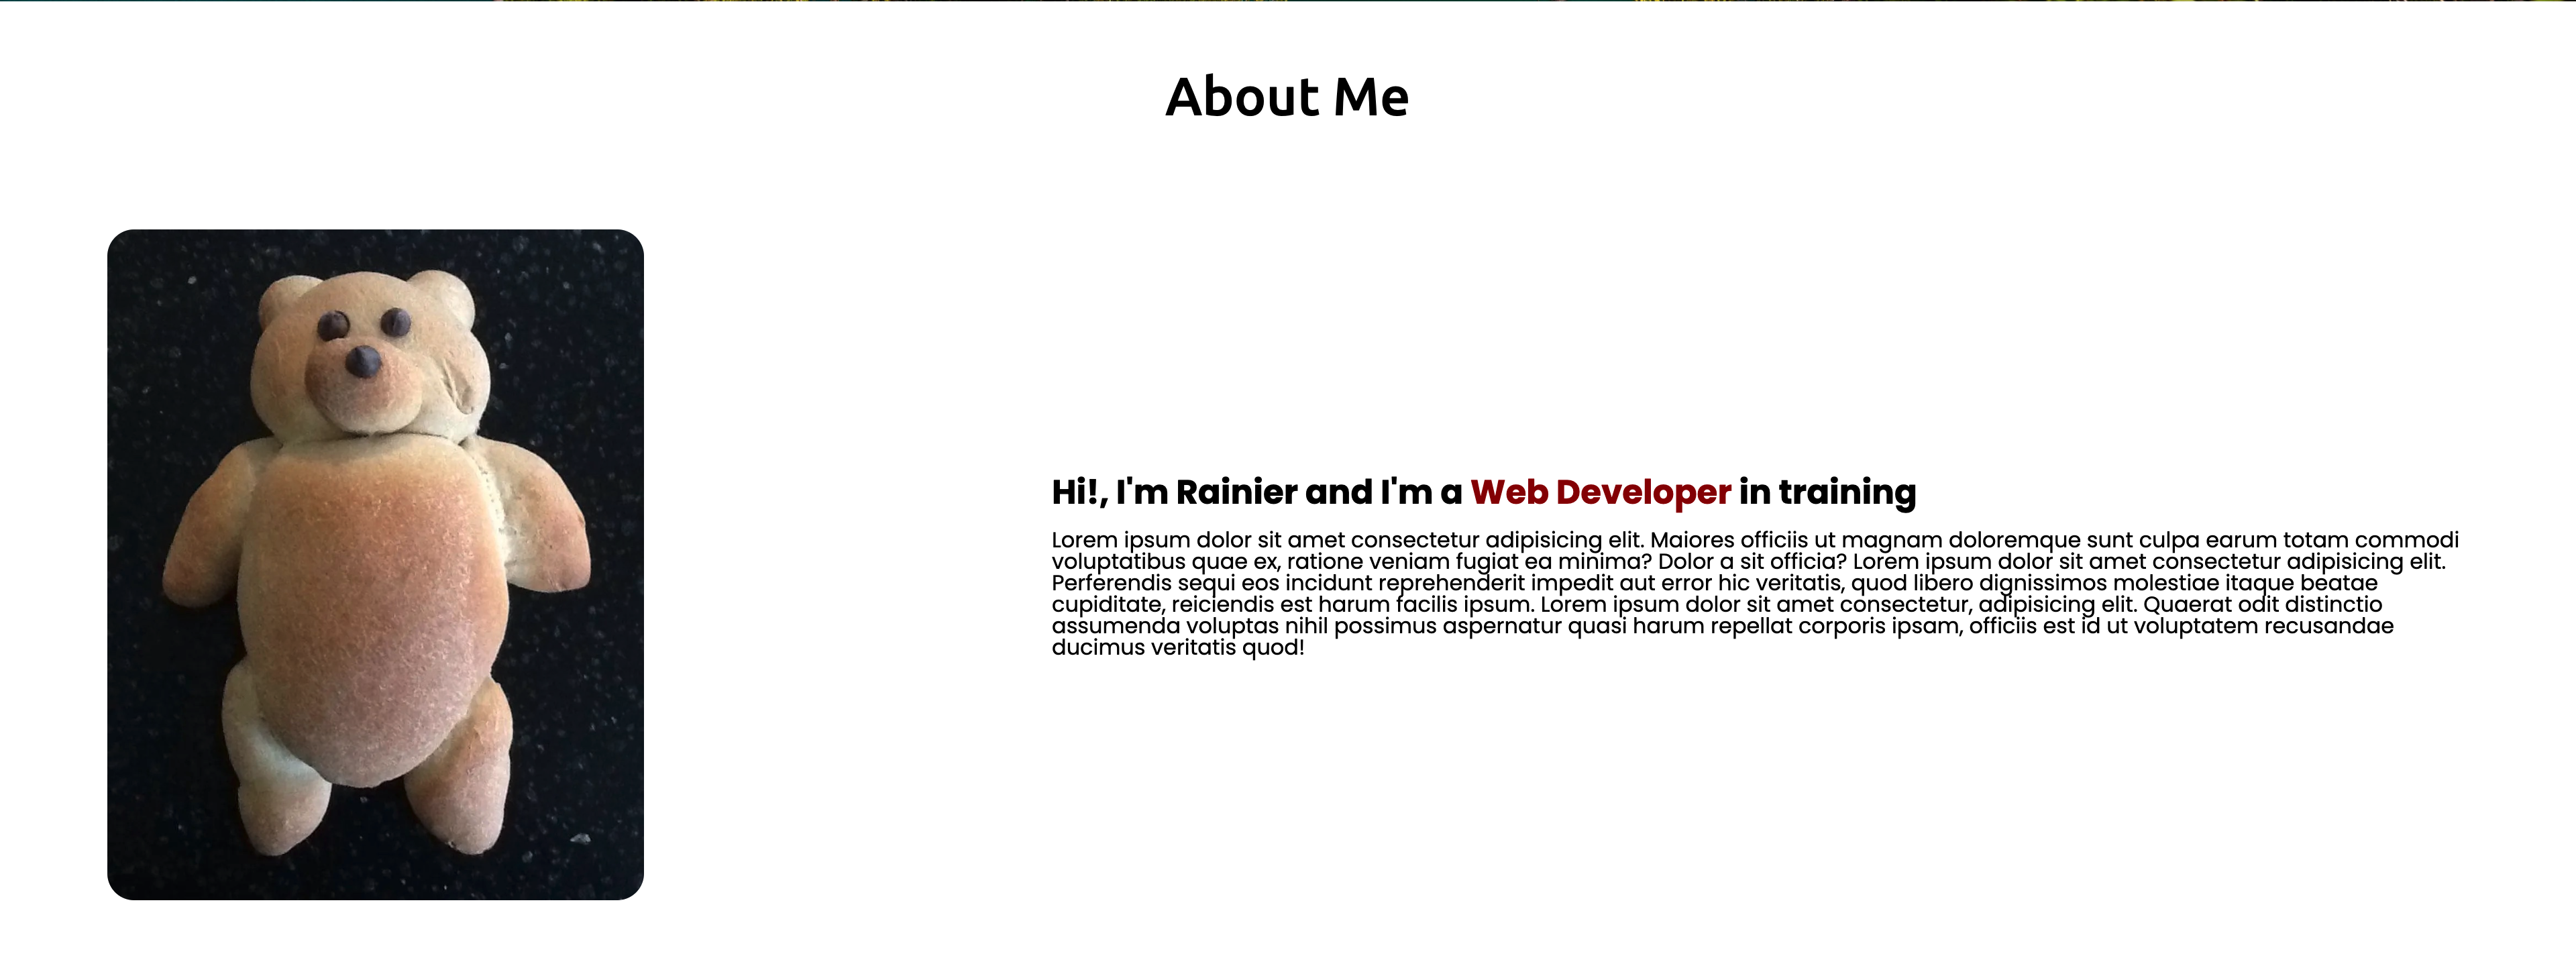 About Me
Hi!, I'm Rainier and I'm a Web Developer in training
Lorem ipsum dolor sit amet consectetur adipisicing elit. Maiores officiis ut magnam doloremque sunt culpa earum totam commodi
voluptatibus quae ex, ratione veniam fugiat ea minima? Dolor a sit officia? Lorem ipsum dolor sit amet consectetur adipisicing elit.
Perferendis sequi eos incidunt reprehenderit impedit aut error hic veritatis, quod libero dignissimos molestiae itaque beatae
cupiditate, reiciendis est harum facilis ipsum. Lorem ipsum dolor sit amet consectetur, adipisicing elit. Quaerat odit distinctio
assumenda voluptas nihil possimus aspernatur quasi harum repellat corporis ipsam, officiis est id ut voluptatem recusandae
ducimus veritatis quod!